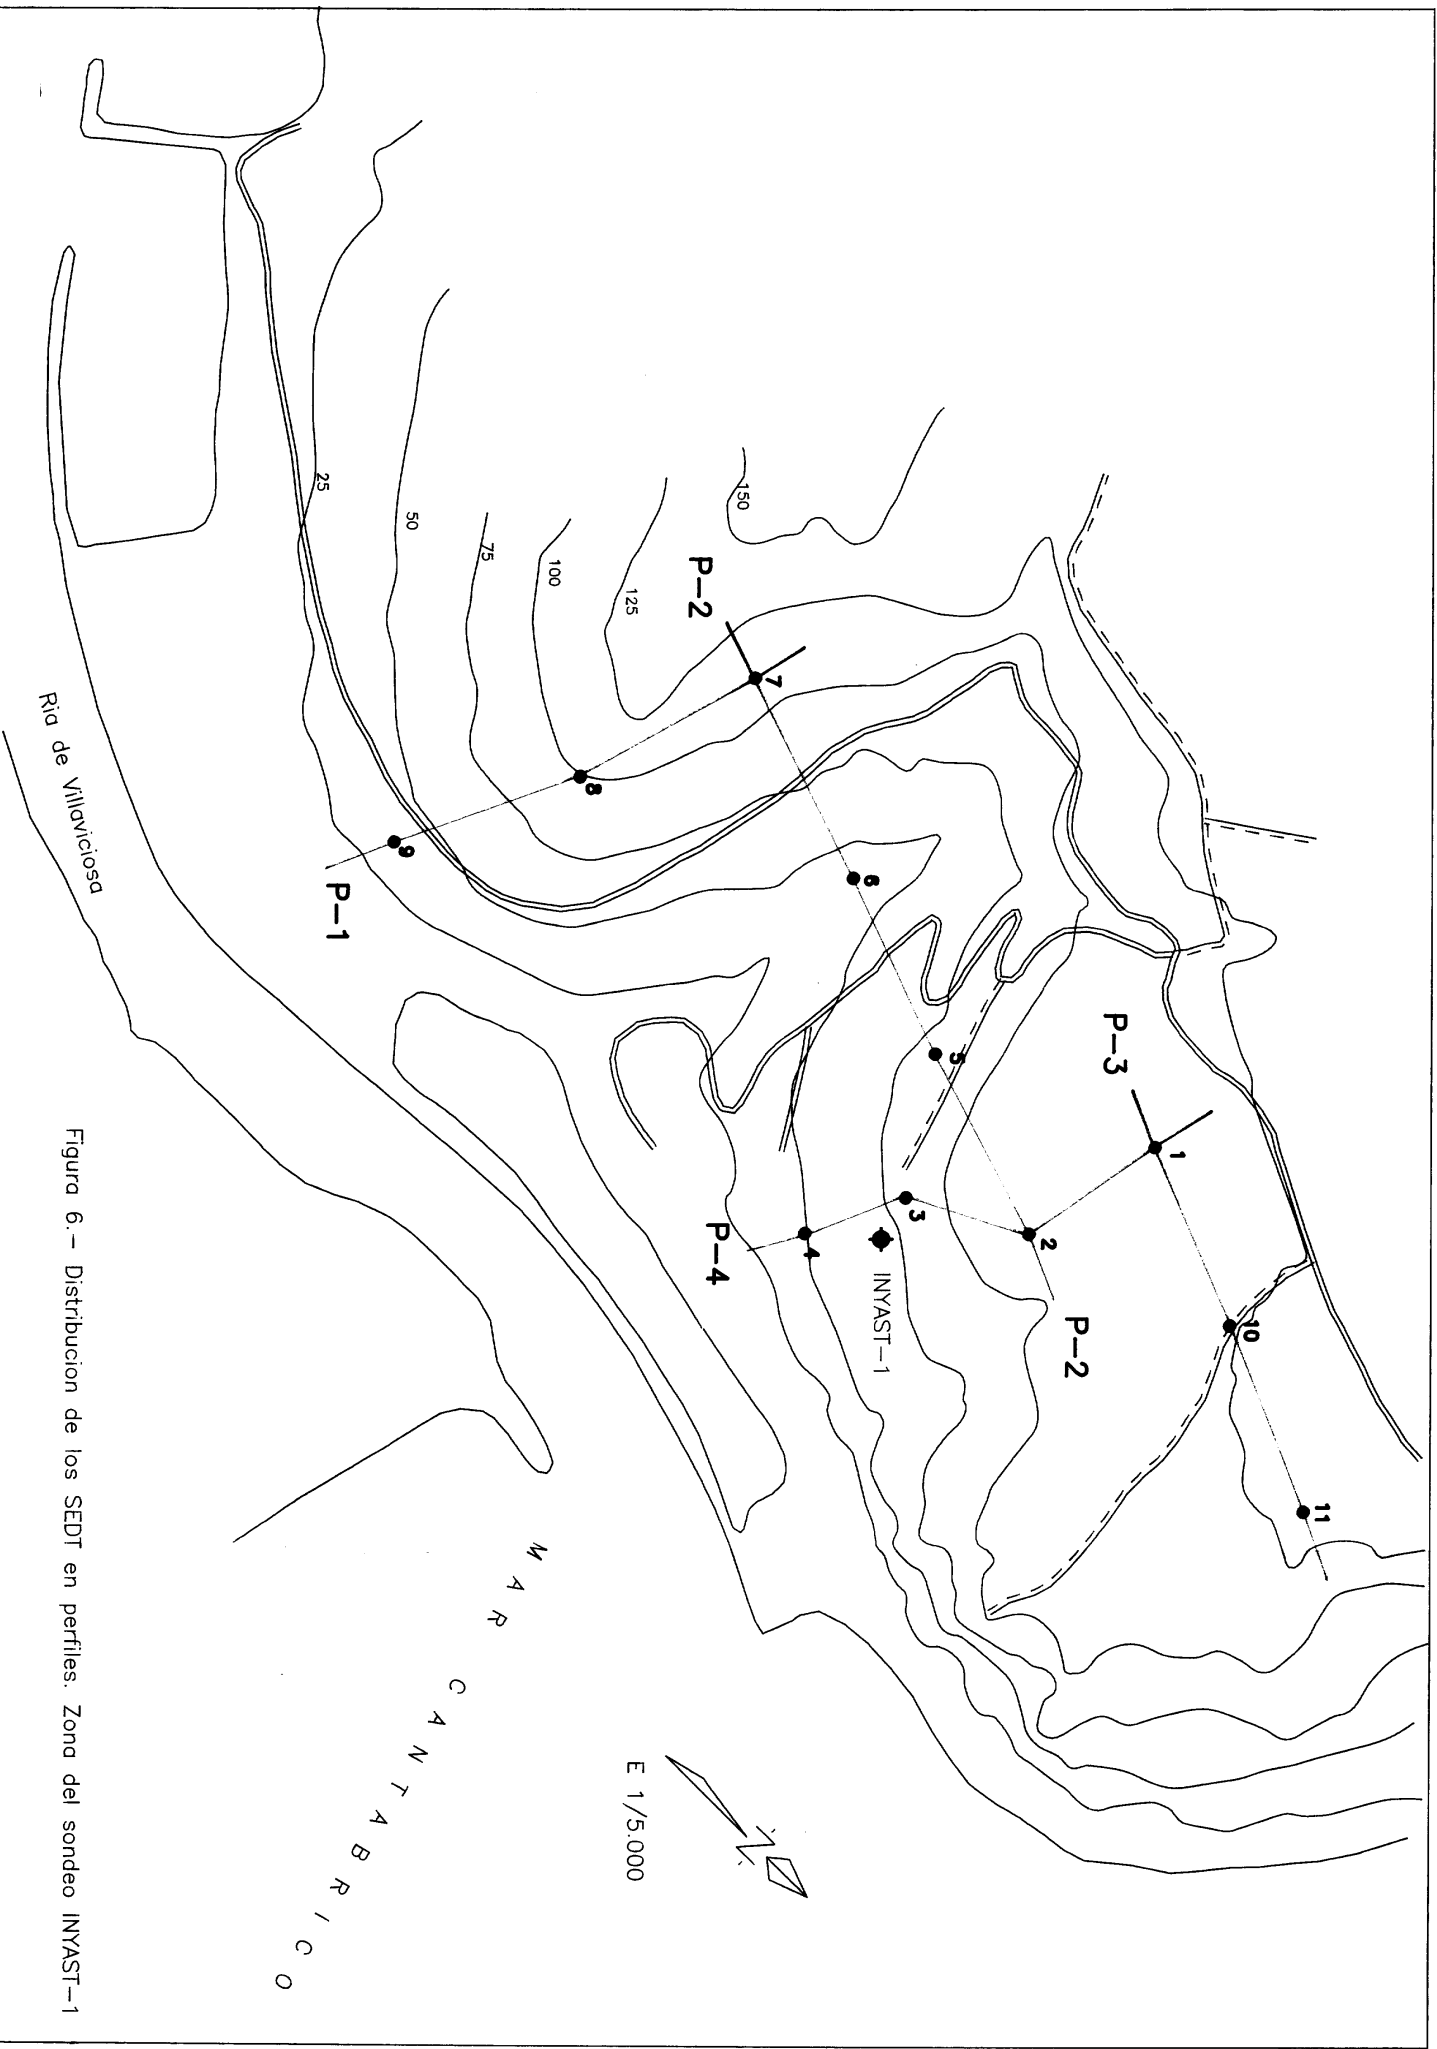 150
125
100
75
50
25
P-2
7
8
9
P-1
6
5
P-3
1
2
3
4
P-4
INYAST-1
P-2
10
11
Ria de Villaviciosa
MAR CANTABRICO
N
E 1/5.000
Figura 6.- Distribucion de los SEDT en perfiles. Zona del sondeo INYAST-1